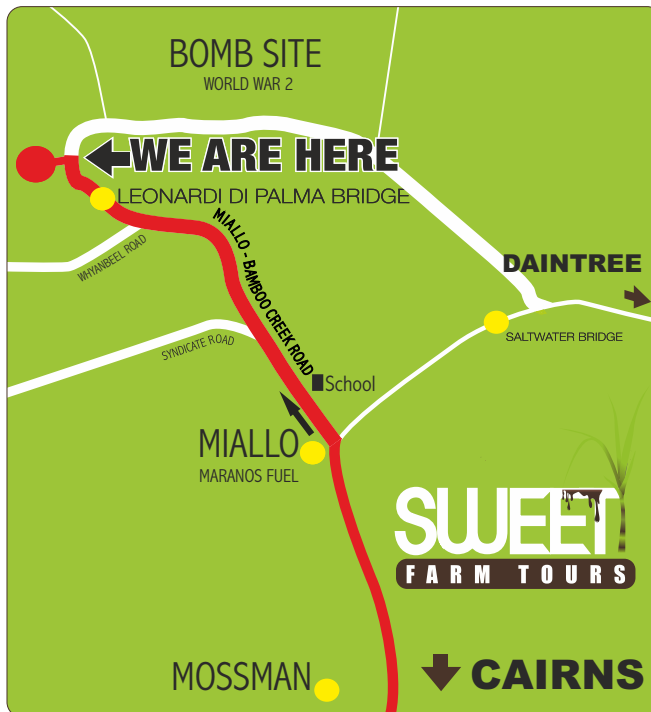 BOMB SITE
WORLD WAR 2
WE ARE HERE
LEONARDI DI PALMA BRIDGE
MIALLO - BAMBOO CREEK ROAD
WHYANBEEL ROAD
DAINTREE
SALTWATER BRIDGE
SYNDICATE ROAD
School
MIALLO
MARANOS FUEL
SWEET
FARM TOURS
MOSSMAN
CAIRNS